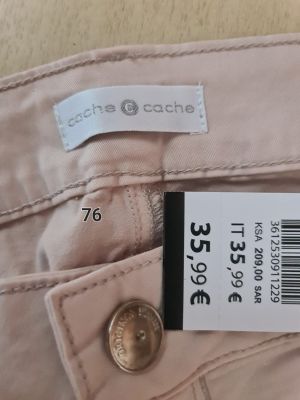 cache C cache
76
35,99 €
IT 35,99 €
KSA 209,00 SAR
3612530911229